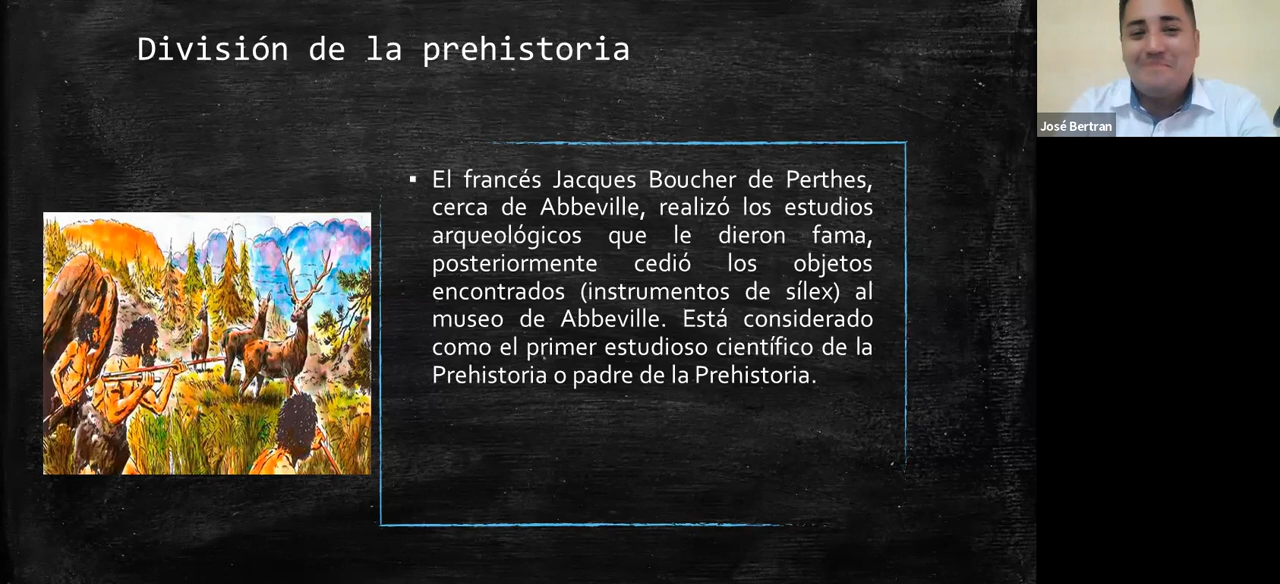 División de la prehistoria
José Bertran
▪ El francés Jacques Boucher de Perthes,
cerca de Abbeville, realizó los estudios
arqueológicos que le dieron fama,
posteriormente cedió los objetos
encontrados (instrumentos de sílex) al
museo de Abbeville. Está considerado
como el primer estudioso científico de la
Prehistoria o padre de la Prehistoria.